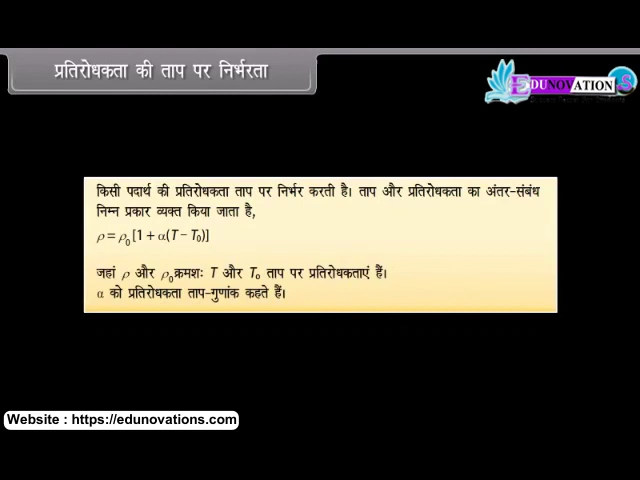 प्रतिरोधकता की ताप पर निर्भरता
EDUNOVATION.S
किसी पदार्थ की प्रतिरोधकता ताप पर निर्भर करती है। ताप और प्रतिरोधकता का अंतर-संबंध
निम्न प्रकार व्यक्त किया जाता है,
ρ = ρ₀ [1 + α(T − T₀)]
जहां ρ और ρ₀ क्रमशः T और T₀ ताप पर प्रतिरोधकताएं हैं।
α को प्रतिरोधकता ताप-गुणांक कहते हैं।
Website : https://edunovations.com